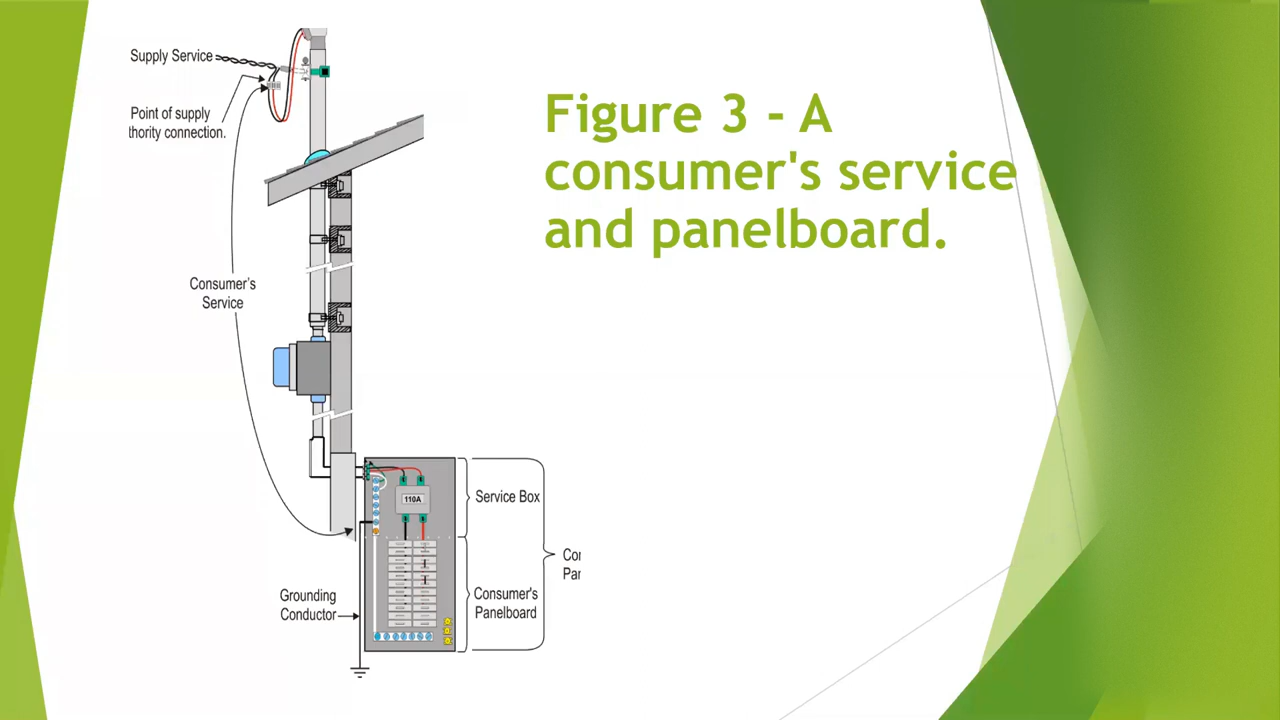 Figure 3 - A
consumer's service
and panelboard.
Supply Service
Point of supply
thority connection.
Consumer's
Service
110A
Service Box
Consumer's
Panelboard
Grounding
Conductor